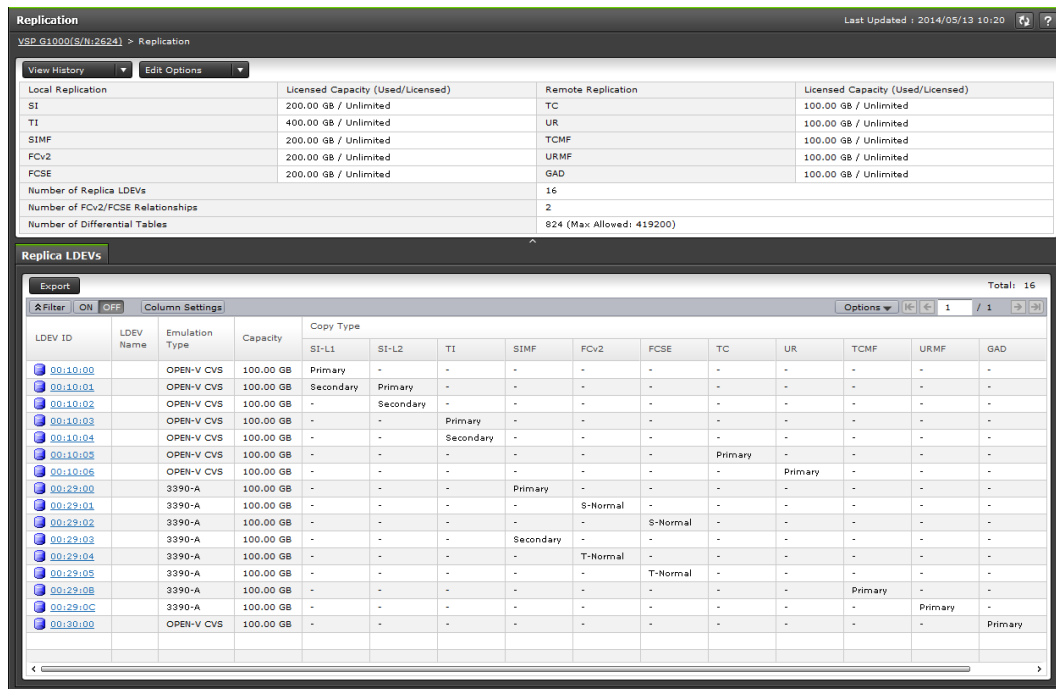 Replication Last Updated : 2014/05/13 10:20 ?
VSP G1000(S/N:2624) > Replication
View History Edit Options
Local Replication Licensed Capacity (Used/Licensed) Remote Replication Licensed Capacity (Used/Licensed)
SI 200.00 GB / Unlimited TC 100.00 GB / Unlimited
TI 400.00 GB / Unlimited UR 100.00 GB / Unlimited
SIMF 200.00 GB / Unlimited TCMF 100.00 GB / Unlimited
FCv2 200.00 GB / Unlimited URMF 100.00 GB / Unlimited
FCSE 200.00 GB / Unlimited GAD 100.00 GB / Unlimited
Number of Replica LDEVs 16
Number of FCv2/FCSE Relationships 2
Number of Differential Tables 824 (Max Allowed: 419200)
Replica LDEVs
Export Total: 16
Filter ON OFF Column Settings Options 1 / 1
LDEV ID LDEV Name Emulation Type Capacity Copy Type
SI-L1 SI-L2 TI SIMF FCv2 FCSE TC UR TCMF URMF GAD
00:10:00 OPEN-V CVS 100.00 GB Primary - - - - - - - - - -
00:10:01 OPEN-V CVS 100.00 GB Secondary Primary - - - - - - - - -
00:10:02 OPEN-V CVS 100.00 GB - Secondary - - - - - - - - -
00:10:03 OPEN-V CVS 100.00 GB - - Primary - - - - - - - -
00:10:04 OPEN-V CVS 100.00 GB - - Secondary - - - - - - - -
00:10:05 OPEN-V CVS 100.00 GB - - - - - - Primary - - - -
00:10:06 OPEN-V CVS 100.00 GB - - - - - - - Primary - - -
00:29:00 3390-A 100.00 GB - - - Primary - - - - - - -
00:29:01 3390-A 100.00 GB - - - - S-Normal - - - - - -
00:29:02 3390-A 100.00 GB - - - - - S-Normal - - - - -
00:29:03 3390-A 100.00 GB - - - Secondary - - - - - - -
00:29:04 3390-A 100.00 GB - - - - T-Normal - - - - - -
00:29:05 3390-A 100.00 GB - - - - - T-Normal - - - - -
00:29:0B 3390-A 100.00 GB - - - - - - - - Primary - -
00:29:0C 3390-A 100.00 GB - - - - - - - - - Primary -
00:30:00 OPEN-V CVS 100.00 GB - - - - - - - - - - Primary